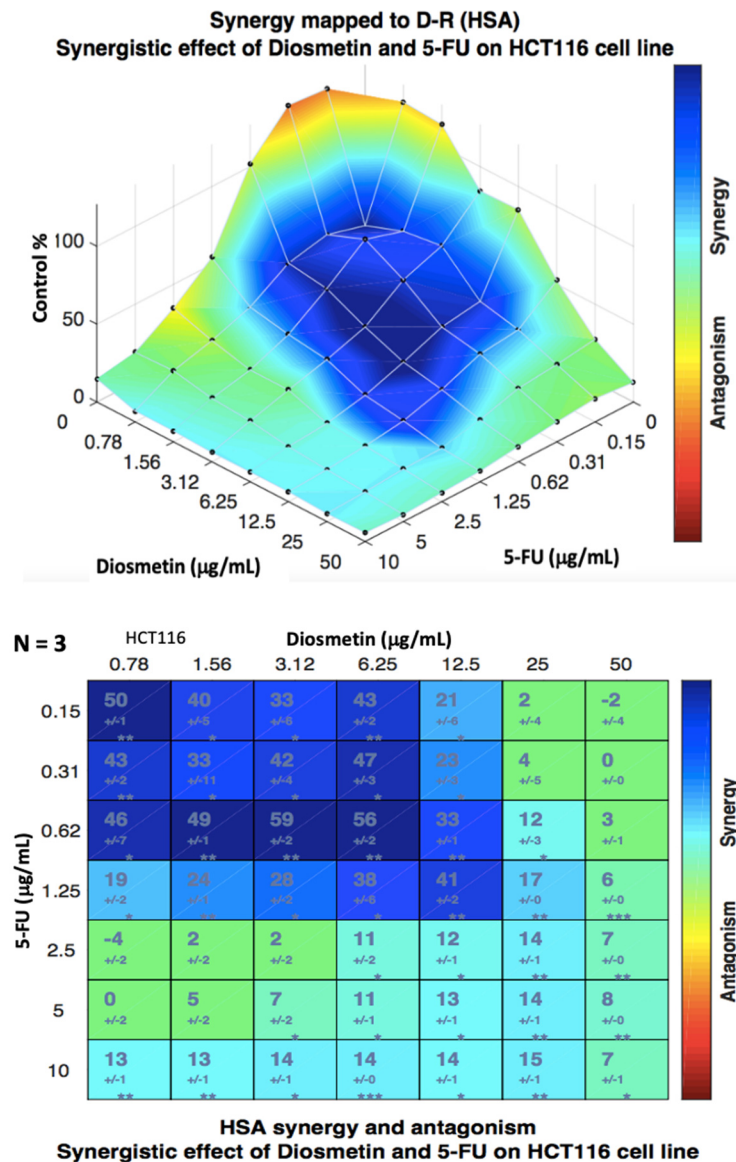 Synergy mapped to D-R (HSA)
Synergistic effect of Diosmetin and 5-FU on HCT116 cell line
Control %
100
50
0
0
0.78
1.56
3.12
6.25
12.5
25
50
Diosmetin (µg/mL)
10
5
2.5
1.25
0.62
0.31
0.15
0
5-FU (µg/mL)
Synergy
Antagonism
N = 3
HCT116
Diosmetin (µg/mL)
0.78 1.56 3.12 6.25 12.5 25 50
5-FU (µg/mL)
0.15 50 40 33 43 21 2 -2
+/-1 +/-5 +/-6 +/-2 +/-6 +/-4 +/-4
** * * ** *
0.31 43 33 42 47 23 4 0
+/-2 +/-11 +/-4 +/-3 +/-5 +/-0
** * * ** *
0.62 46 49 59 56 33 12 3
+/-7 +/-1 +/-2 +/-2 +/-1 +/-3 +/-1
* ** ** ** ** *
1.25 19 24 28 38 41 17 6
+/-2 +/-1 +/-2 +/-6 +/-2 +/-0 +/-0
* ** * * ** ** ***
2.5 -4 2 2 11 12 14 7
+/-2 +/-2 +/-2 +/-2 +/-1 +/-1 +/-0
* * ** **
5 0 5 7 11 13 14 8
+/-2 +/-2 +/-2 +/-1 +/-1 +/-1 +/-0
* * * ** **
10 13 13 14 14 14 15 7
+/-1 +/-1 +/-1 +/-0 +/-1 +/-1 +/-1
** ** * *** * ** *
Synergy
Antagonism
HSA synergy and antagonism
Synergistic effect of Diosmetin and 5-FU on HCT116 cell line